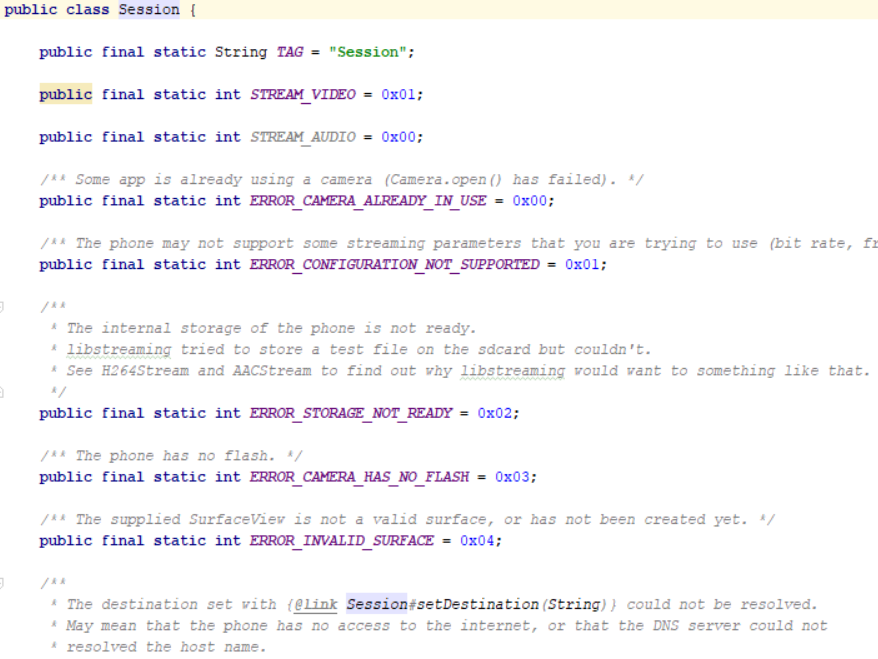 public class Session {
public final static String TAG = "Session";
public final static int STREAM_VIDEO = 0x01;
public final static int STREAM_AUDIO = 0x00;
/** Some app is already using a camera (Camera.open() has failed). */
public final static int ERROR_CAMERA_ALREADY_IN_USE = 0x00;
/** The phone may not support some streaming parameters that you are trying to use (bit rate, fr
public final static int ERROR_CONFIGURATION_NOT_SUPPORTED = 0x01;
/**
* The internal storage of the phone is not ready.
* libstreaming tried to store a test file on the sdcard but couldn't.
* See H264Stream and AACStream to find out why libstreaming would want to something like that.
*/
public final static int ERROR_STORAGE_NOT_READY = 0x02;
/** The phone has no flash. */
public final static int ERROR_CAMERA_HAS_NO_FLASH = 0x03;
/** The supplied SurfaceView is not a valid surface, or has not been created yet. */
public final static int ERROR_INVALID_SURFACE = 0x04;
/**
* The destination set with {@link Session#setDestination(String)} could not be resolved.
* May mean that the phone has no access to the internet, or that the DNS server could not
* resolved the host name.